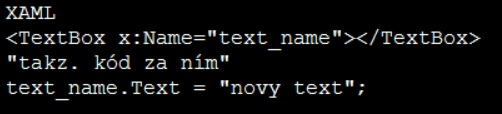 XAML
<TextBox x:Name="text_name"></TextBox>
"takz. kód za ním"
text_name.Text = "novy text";